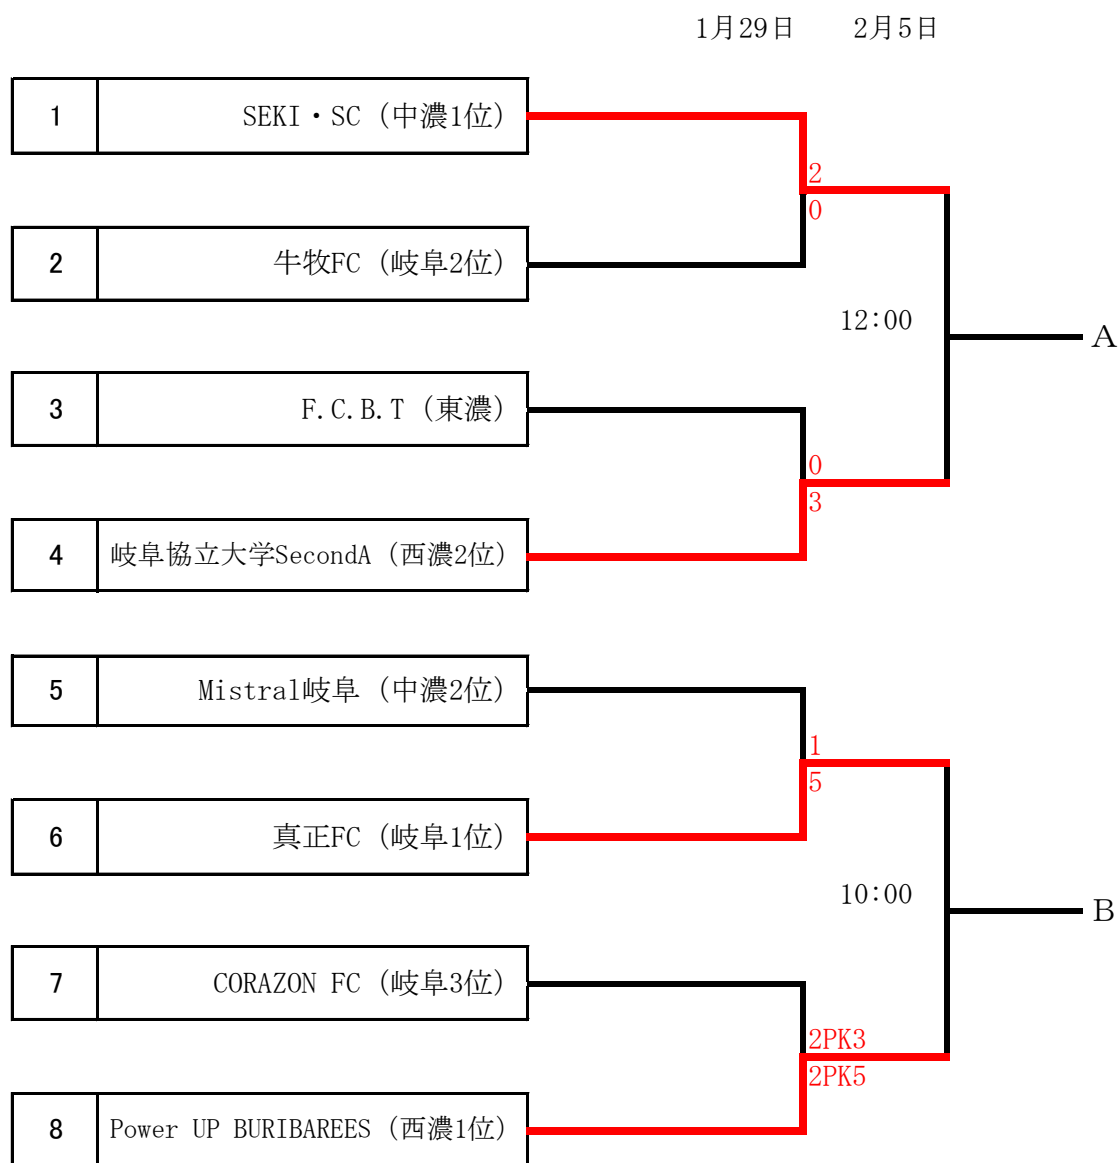 1月29日 2月5日
1 SEKI・SC（中濃1位）
2
0
2 牛牧FC（岐阜2位）
12:00
A
3 F.C.B.T（東濃）
0
3
4 岐阜協立大学SecondA（西濃2位）
5 Mistral岐阜（中濃2位）
1
5
6 真正FC（岐阜1位）
10:00
B
7 CORAZON FC（岐阜3位）
2PK3
2PK5
8 Power UP BURIBAREES（西濃1位）